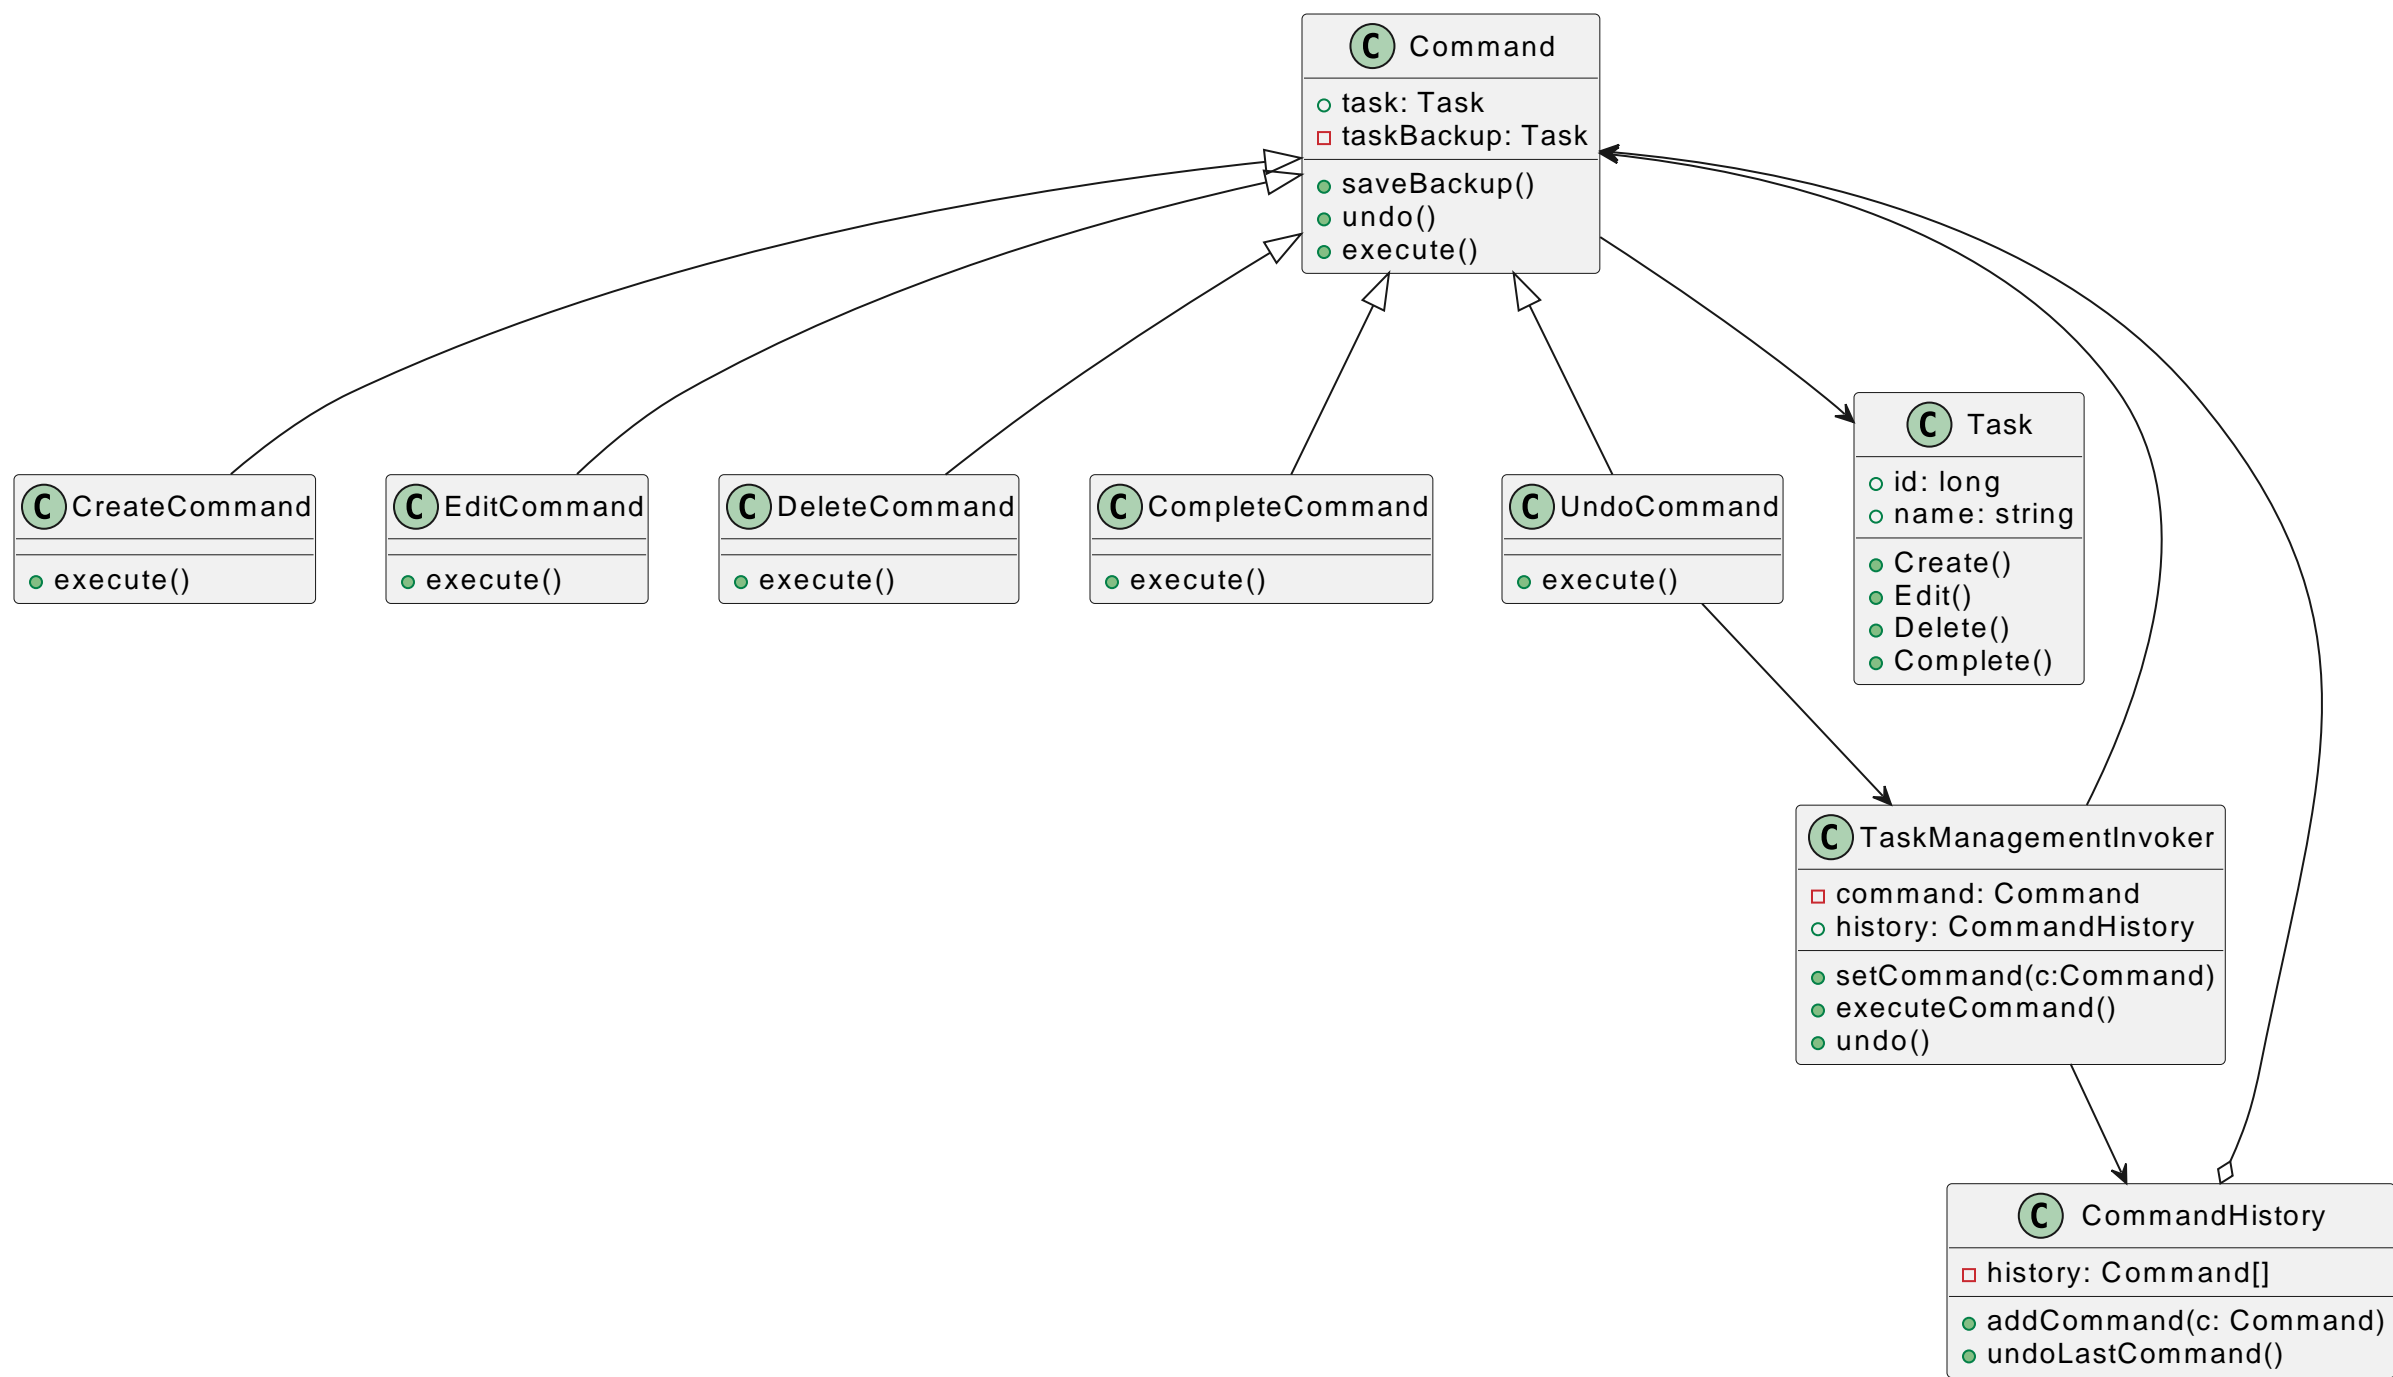 C Command
task: Task
taskBackup: Task
saveBackup()
undo()
execute()
C CreateCommand
execute()
C EditCommand
execute()
C DeleteCommand
execute()
C CompleteCommand
execute()
C UndoCommand
execute()
C Task
id: long
name: string
Create()
Edit()
Delete()
Complete()
C TaskManagementInvoker
command: Command
history: CommandHistory
setCommand(c:Command)
executeCommand()
undo()
C CommandHistory
history: Command[]
addCommand(c: Command)
undoLastCommand()